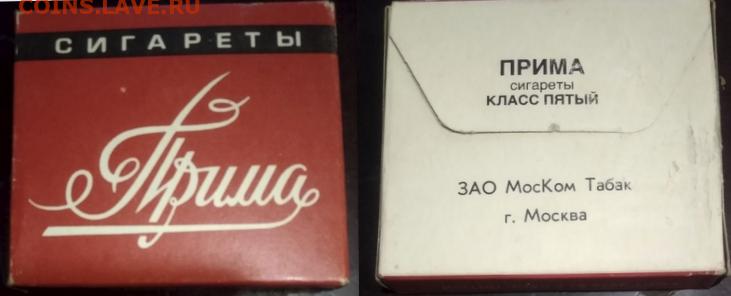 COINS.LAVE.RU
СИГАРЕТЫ
Прима
ПРИМА
сигареты
КЛАСС ПЯТЫЙ
ЗАО МосКом Табак
г. Москва